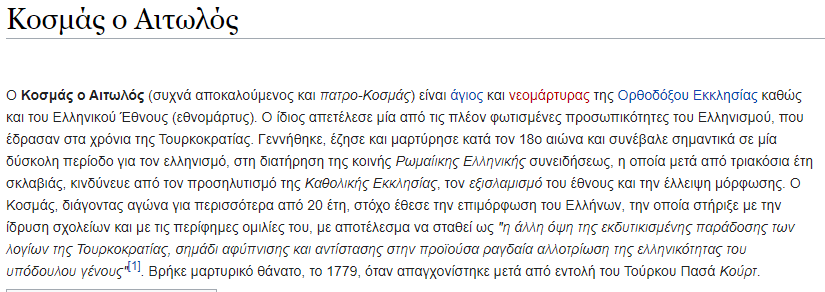 Κοσμάς ο Αιτωλός
Ο Κοσμάς ο Αιτωλός (συχνά αποκαλούμενος και πατρο-Κοσμάς) είναι άγιος και νεομάρτυρας της Ορθοδόξου Εκκλησίας καθώς
και του Ελληνικού Έθνους (εθνομάρτυς). Ο ίδιος απετέλεσε μία από τις πλέον φωτισμένες προσωπικότητες του Ελληνισμού, που
έδρασαν στα χρόνια της Τουρκοκρατίας. Γεννήθηκε, έζησε και μαρτύρησε κατά τον 18ο αιώνα και συνέβαλε σημαντικά σε μία
δύσκολη περίοδο για τον ελληνισμό, στη διατήρηση της κοινής Ρωμαίικης Ελληνικής συνειδήσεως, η οποία μετά από τριακόσια έτη
σκλαβιάς, κινδύνευε από τον προσηλυτισμό της Καθολικής Εκκλησίας, τον εξισλαμισμό του έθνους και την έλλειψη μόρφωσης. Ο
Κοσμάς, διάγοντας αγώνα για περισσότερα από 20 έτη, στόχο έθεσε την επιμόρφωση του Ελλήνων, την οποία στήριξε με την
ίδρυση σχολείων και με τις περίφημες ομιλίες του, με αποτέλεσμα να σταθεί ως "η άλλη όψη της εκδυτικισμένης παράδοσης των
λογίων της Τουρκοκρατίας, σημάδι αφύπνισης και αντίστασης στην προϊούσα ραγδαία αλλοτρίωση της ελληνικότητας του
υπόδουλου γένους"[1]. Βρήκε μαρτυρικό θάνατο, το 1779, όταν απαγχονίστηκε μετά από εντολή του Τούρκου Πασά Κούρτ.